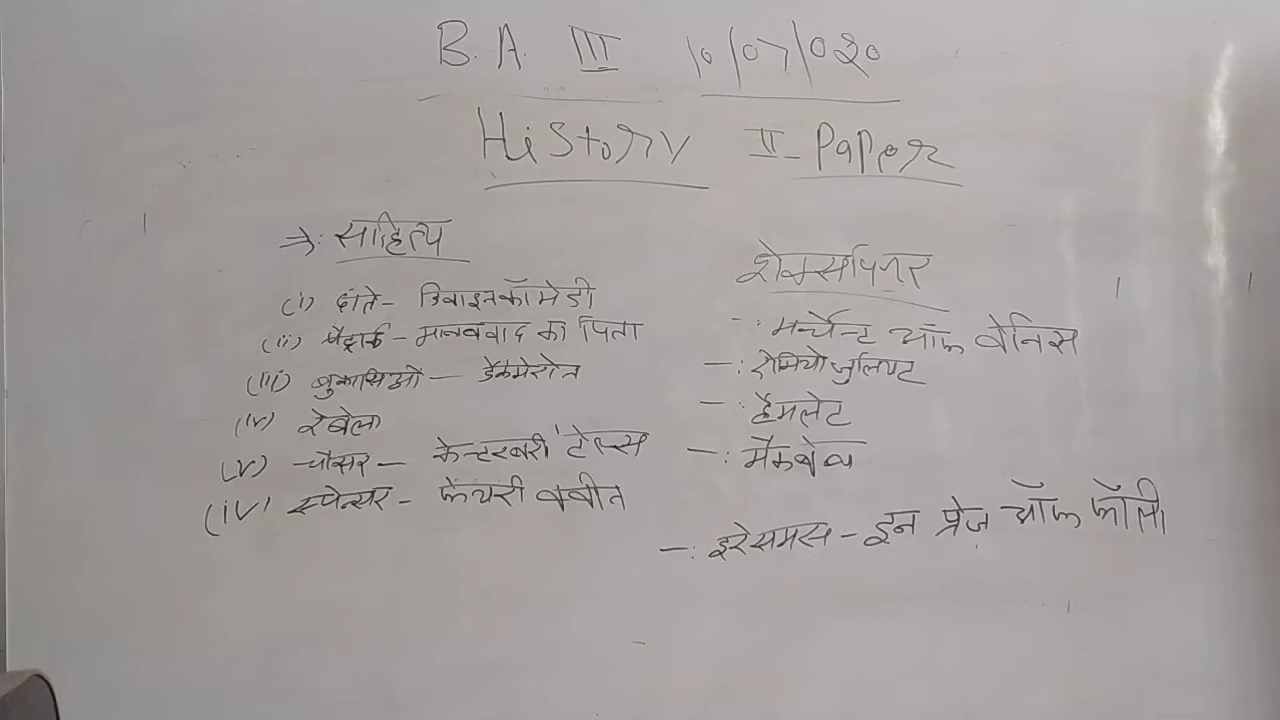 B.A. III 10/07/020
History II - Paper
⇒: साहित्य
(i) दांते - डिवाइन कॉमेडी
(ii) पैट्रार्क - मानववाद का पिता
(iii) बुकासिओ - डेकैमेरोन
(iv) रेबेला
(v) चौसर - केन्टरबरी टेल्स
(iv) स्पेन्सर - फेयरी क्वीन
शेक्सपियर
-: मर्चेन्ट ऑफ वेनिस
-: रोमियो जुलियट
-: हैमलेट
-: मैकबेथ
-: इरेसमस - इन प्रेज ऑफ फॉली